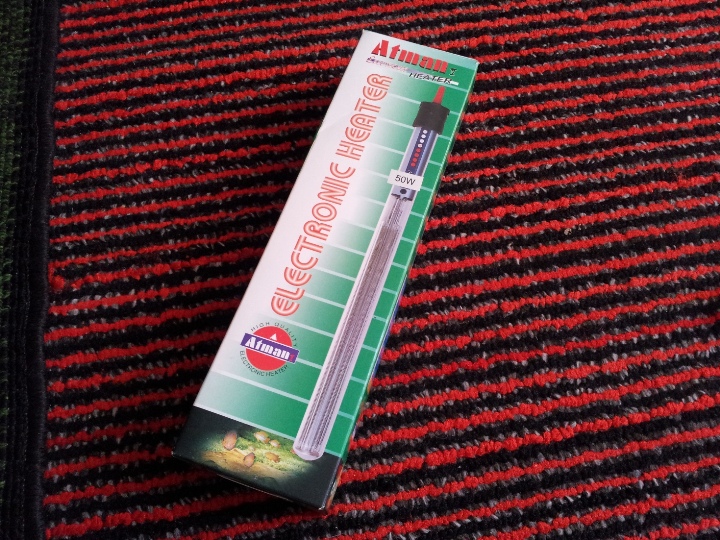 Atman
HEATER
ELECTRONIC HEATER
50W
HIGH QUALITY
Atman
ELECTRONIC HEATER